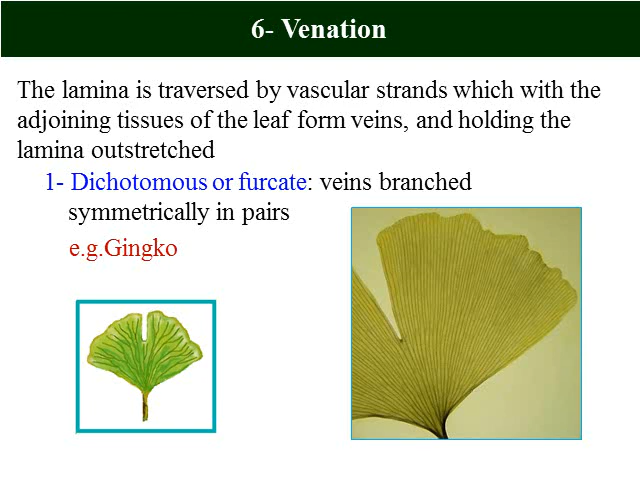 6- Venation
The lamina is traversed by vascular strands which with the
adjoining tissues of the leaf form veins, and holding the
lamina outstretched
1- Dichotomous or furcate: veins branched
symmetrically in pairs
e.g.Gingko